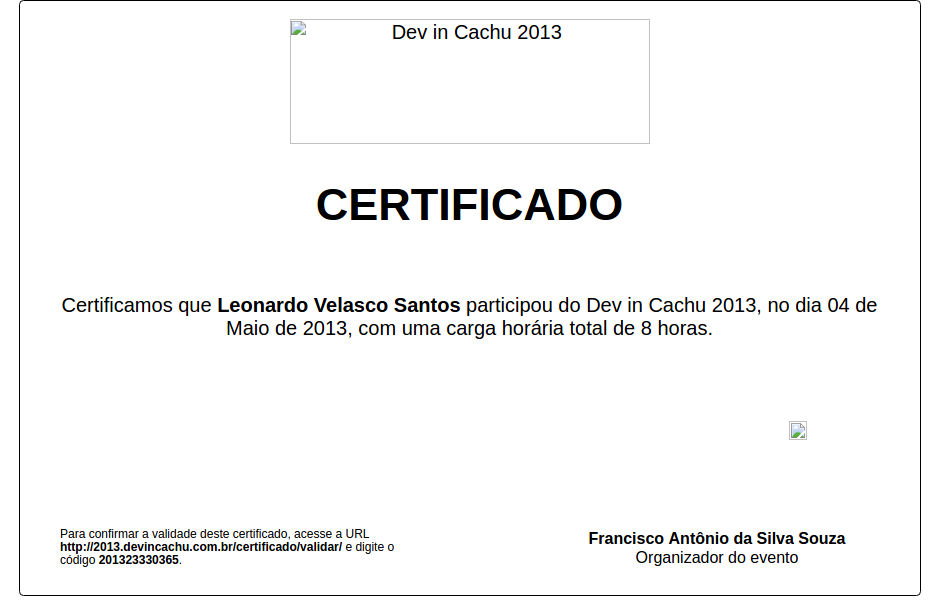 Dev in Cachu 2013
CERTIFICADO
Certificamos que Leonardo Velasco Santos participou do Dev in Cachu 2013, no dia 04 de
Maio de 2013, com uma carga horária total de 8 horas.
Para confirmar a validade deste certificado, acesse a URL
http://2013.devincachu.com.br/certificado/validar/ e digite o
código 201323330365.
Francisco Antônio da Silva Souza
Organizador do evento